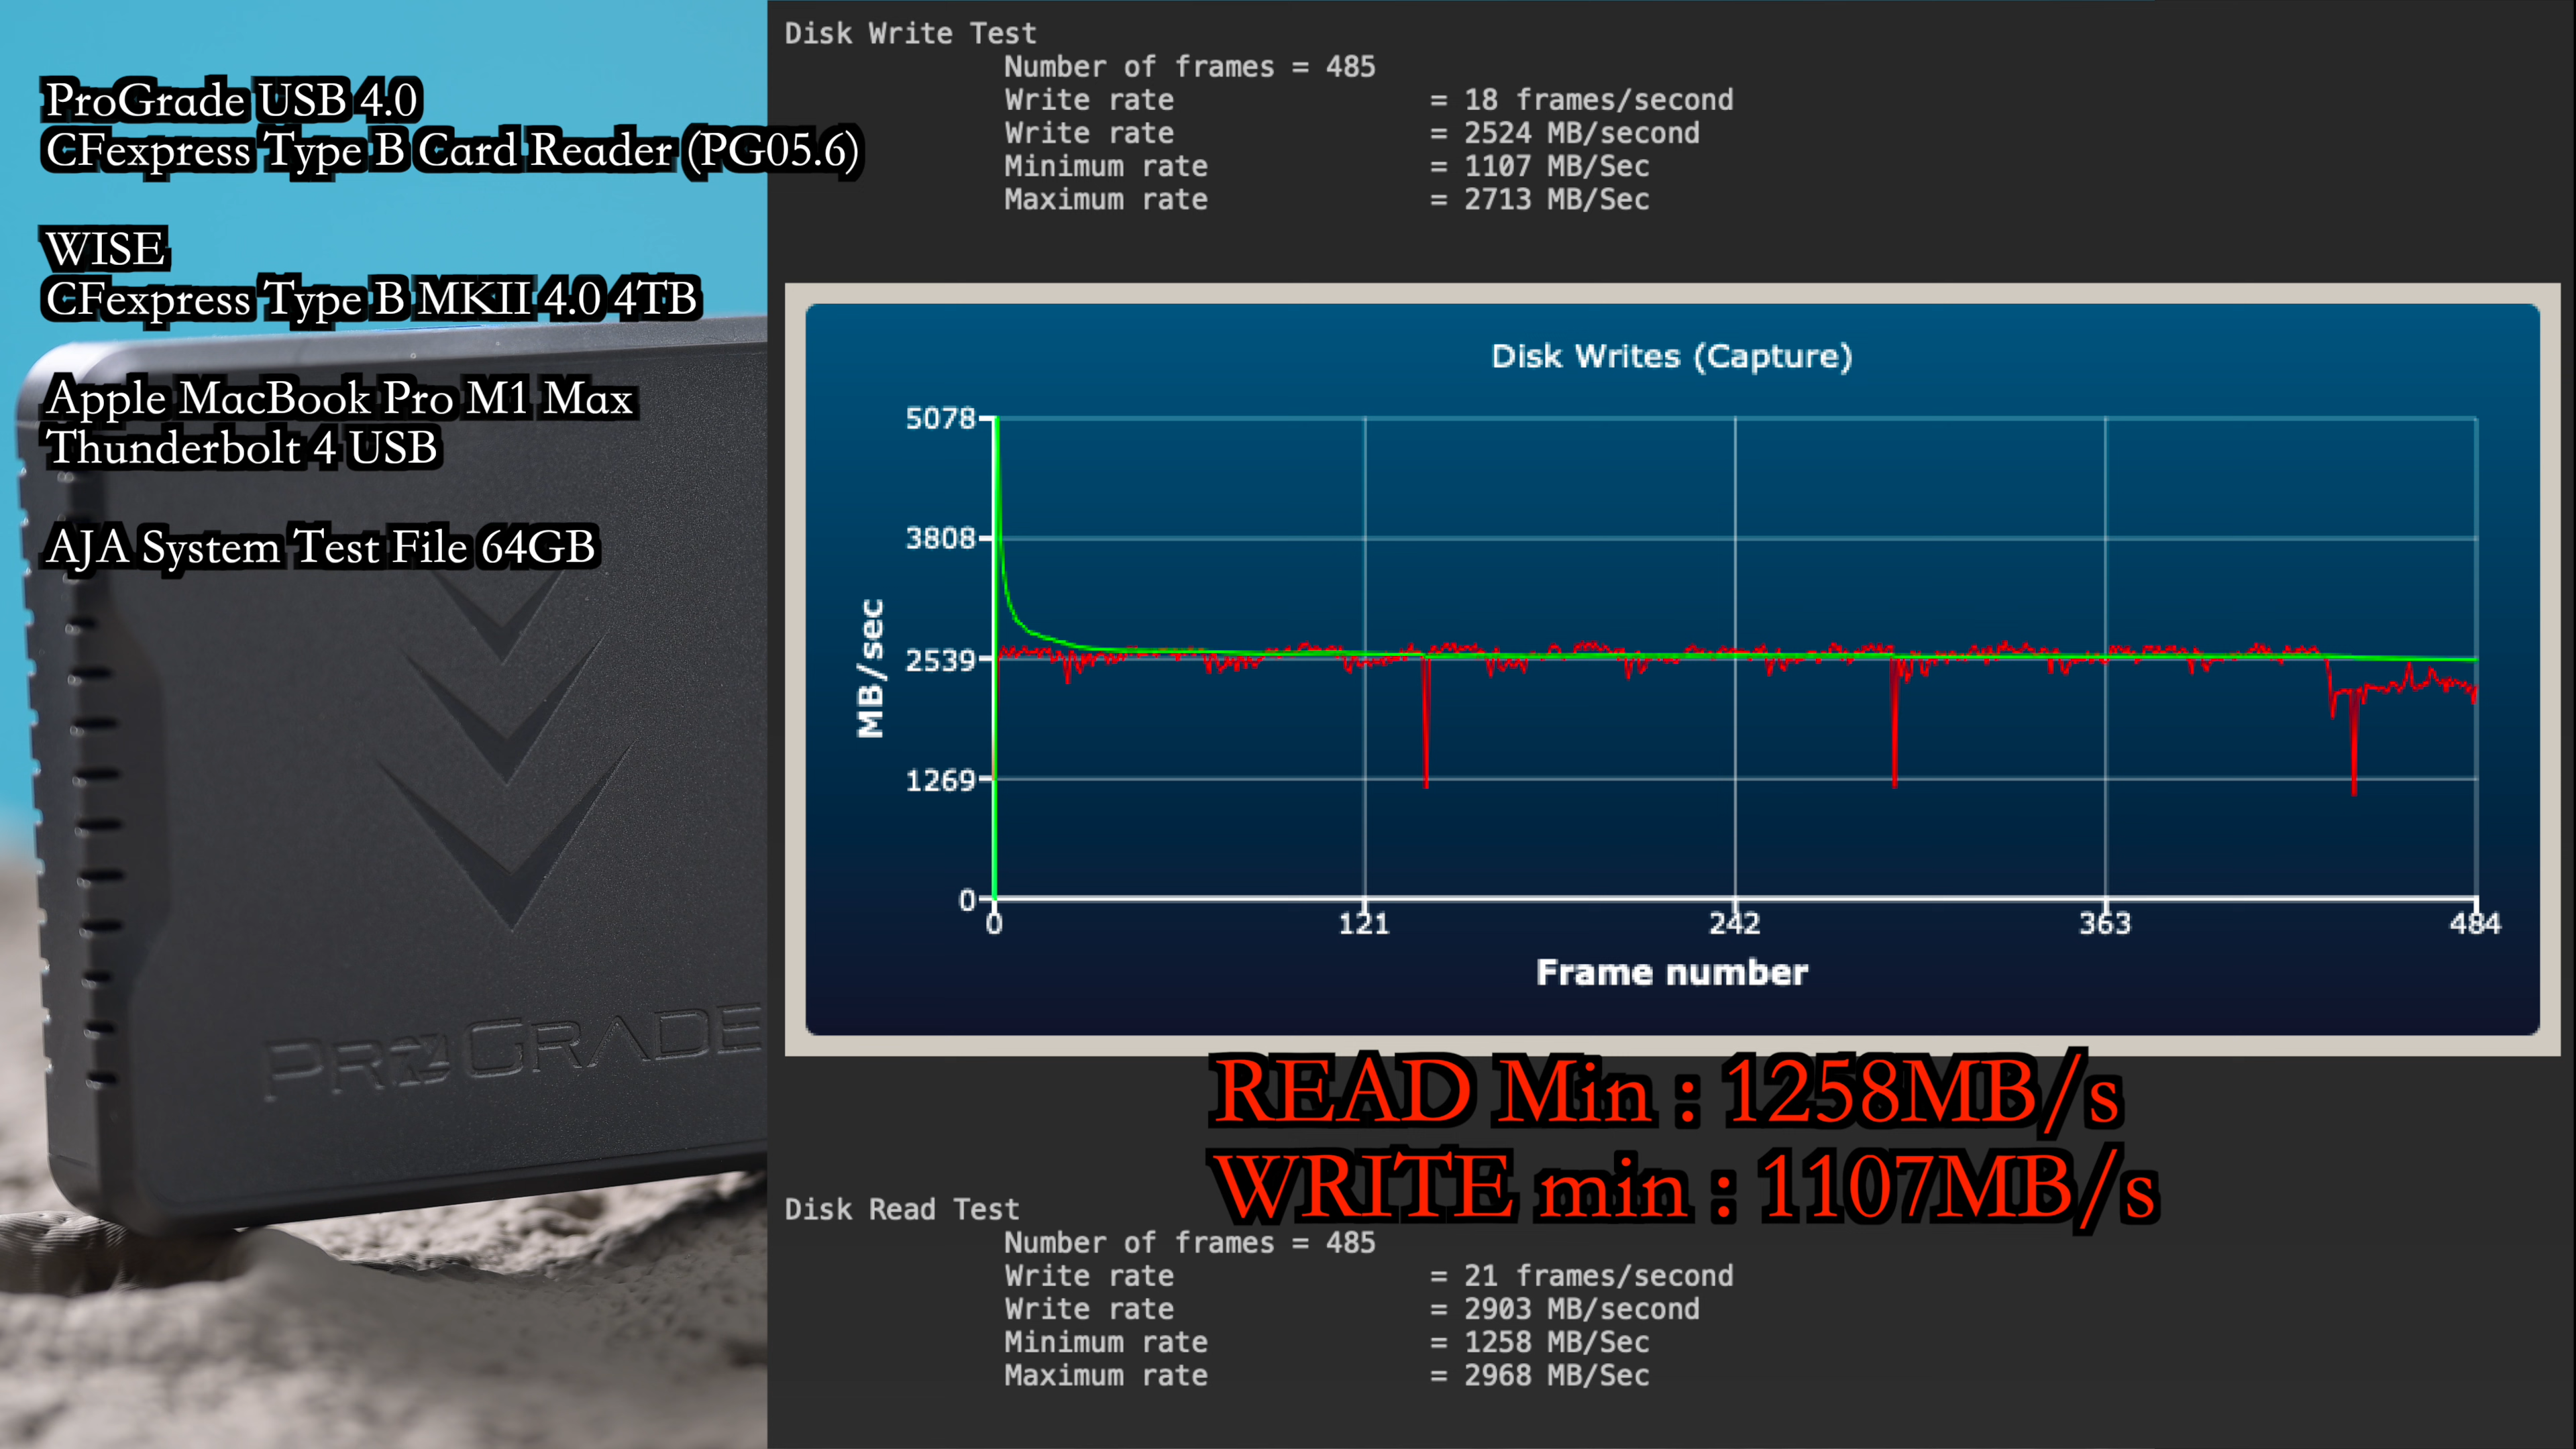 ProGrade USB 4.0
CFexpress Type B Card Reader (PG05.6)
WISE
CFexpress Type B MKII 4.0 4TB
Apple MacBook Pro M1 Max
Thunderbolt 4 USB
AJA System Test File 64GB
PROGRADE
Disk Write Test
Number of frames = 485
Write rate = 18 frames/second
Write rate = 2524 MB/second
Minimum rate = 1107 MB/Sec
Maximum rate = 2713 MB/Sec
Disk Writes (Capture)
5078
3808
2539
1269
0
MB/sec
0 121 242 363 484
Frame number
READ Min : 1258MB/s
WRITE min : 1107MB/s
Disk Read Test
Number of frames = 485
Write rate = 21 frames/second
Write rate = 2903 MB/second
Minimum rate = 1258 MB/Sec
Maximum rate = 2968 MB/Sec